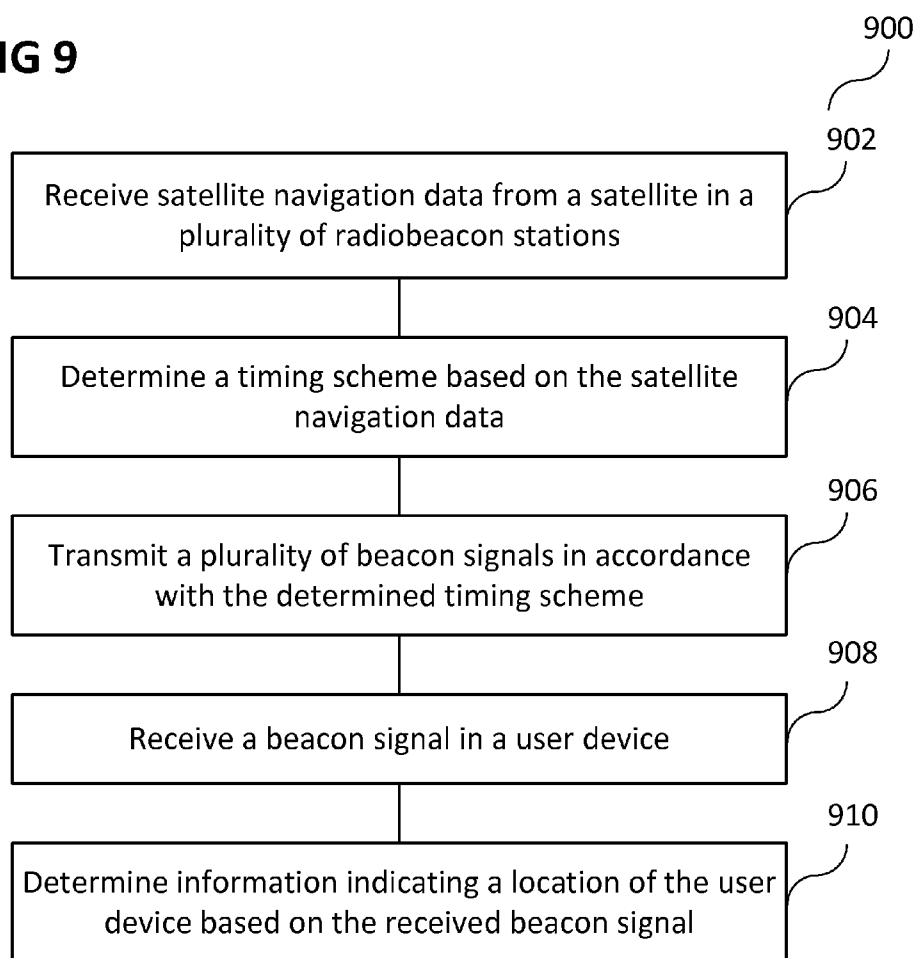 IG 9
900
902
Receive satellite navigation data from a satellite in a
plurality of radiobeacon stations
904
Determine a timing scheme based on the satellite
navigation data
906
Transmit a plurality of beacon signals in accordance
with the determined timing scheme
908
Receive a beacon signal in a user device
910
Determine information indicating a location of the user
device based on the received beacon signal